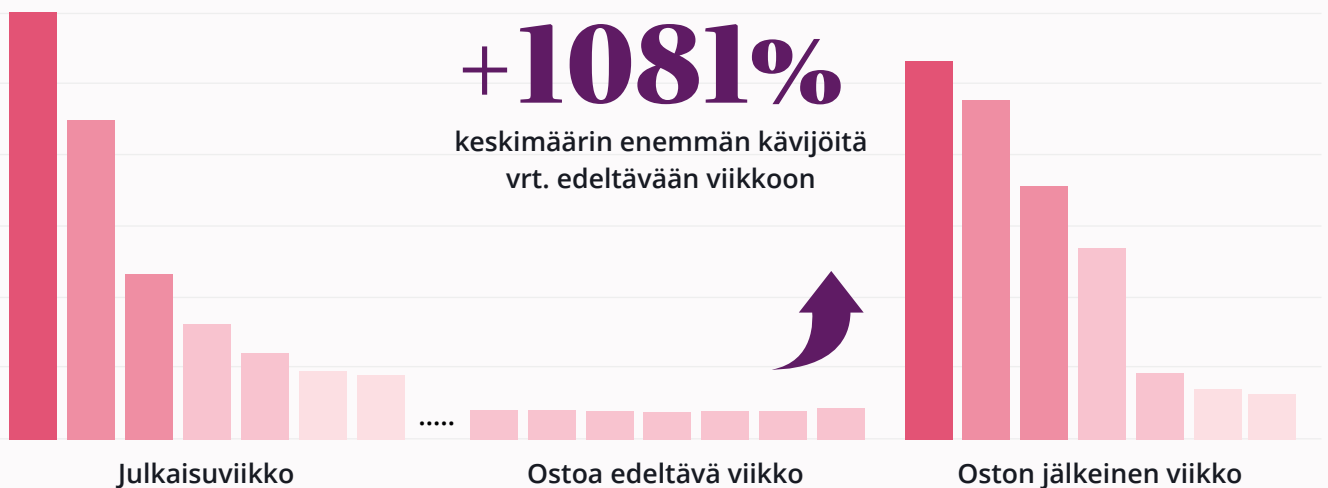 +1081%
keskimäärin enemmän kävijöitä
vrt. edeltävään viikkoon
.....
Julkaisuviikko
Ostoa edeltävä viikko
Oston jälkeinen viikko